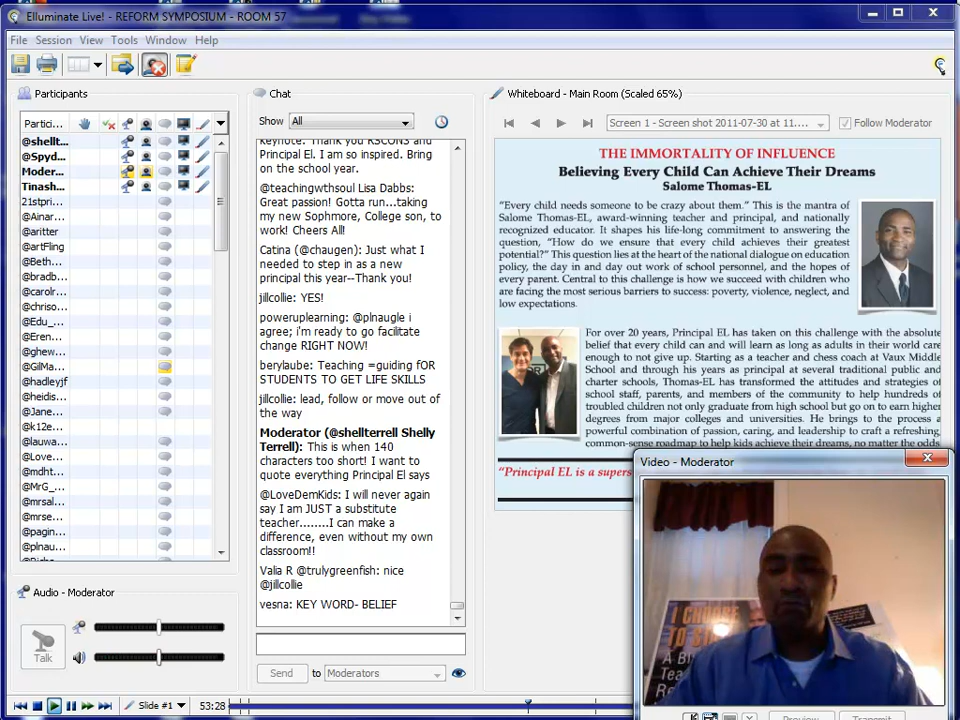 Elluminate Live! - REFORM SYMPOSIUM - ROOM 57
File Session View Tools Window Help
Participants
Partici...
@shellt...
@Spyd...
Moder...
Tinash...
21stpri...
@Ainar...
@aritter
@artFling
@Beth...
@bradb...
@carolr...
@chriso...
@Edu_...
@Eren...
@ghew...
@GilMa...
@hadleyjf
@heidis...
@Jane...
@k12e...
@lauwa...
@Love...
@mdht...
@MrG_...
@mrsal...
@mrse...
@pagin...
@plnau...
Audio - Moderator
Talk
Chat
Show All
keynote. Thank you RSCON3 and
Principal El. I am so inspired. Bring
on the school year.
@teachingwithsoul Lisa Dabbs:
Great passion! Gotta run...taking
my new Sophmore, College son, to
work! Cheers All!
Catina (@chaugen): Just what I
needed to step in as a new
principal this year--Thank you!
jillcollie: YES!
poweruplearning: @plnaugle i
agree; i'm ready to go facilitate
change RIGHT NOW!
berylaube: Teaching =guiding fOR
STUDENTS TO GET LIFE SKILLS
jillcollie: lead, follow or move out of
the way
Moderator (@shellterrell Shelly
Terrell): This is when 140
characters too short! I want to
quote everything Principal El says
@LoveDemKids: I will never again
say I am JUST a substitute
teacher........I can make a
difference, even without my own
classroom!!
Valia R @trulygreenfish: nice
@jillcollie
vesna: KEY WORD- BELIEF
Send to Moderators
Whiteboard - Main Room (Scaled 65%)
Screen 1 - Screen shot 2011-07-30 at 11....
Follow Moderator
THE IMMORTALITY OF INFLUENCE
Believing Every Child Can Achieve Their Dreams
Salome Thomas-EL
“Every child needs someone to be crazy about them.” This is the mantra of
Salome Thomas-EL, award-winning teacher and principal, and nationally
recognized educator. It shapes his life-long commitment to answering the
question, “How do we ensure that every child achieves their greatest
potential?” This question lies at the heart of the national dialogue on education
policy, the day in and day out work of school personnel, and the hopes of
every parent. Central to this challenge is how we succeed with children who
are facing the most serious barriers to success: poverty, violence, neglect, and
low expectations.
For over 20 years, Principal EL has taken on this challenge with the absolute
belief that every child can and will learn as long as adults in their world care
enough to not give up. Starting as a teacher and chess coach at Vaux Middle
School and through his years as principal at several traditional public and
charter schools, Thomas-EL has transformed the attitudes and strategies of
school staff, parents, and members of the community to help hundreds of
troubled children not only graduate from high school but go on to earn higher
degrees from major colleges and universities. He brings to the process a
powerful combination of passion, caring, and leadership to craft a refreshing,
common-sense roadmap to help kids achieve their dreams, no matter the odds.
“Principal EL is a supers
Video - Moderator
I CHOOSE
TO ST
A Bl
Tea
Preview Transmit
Slide #1 53:28